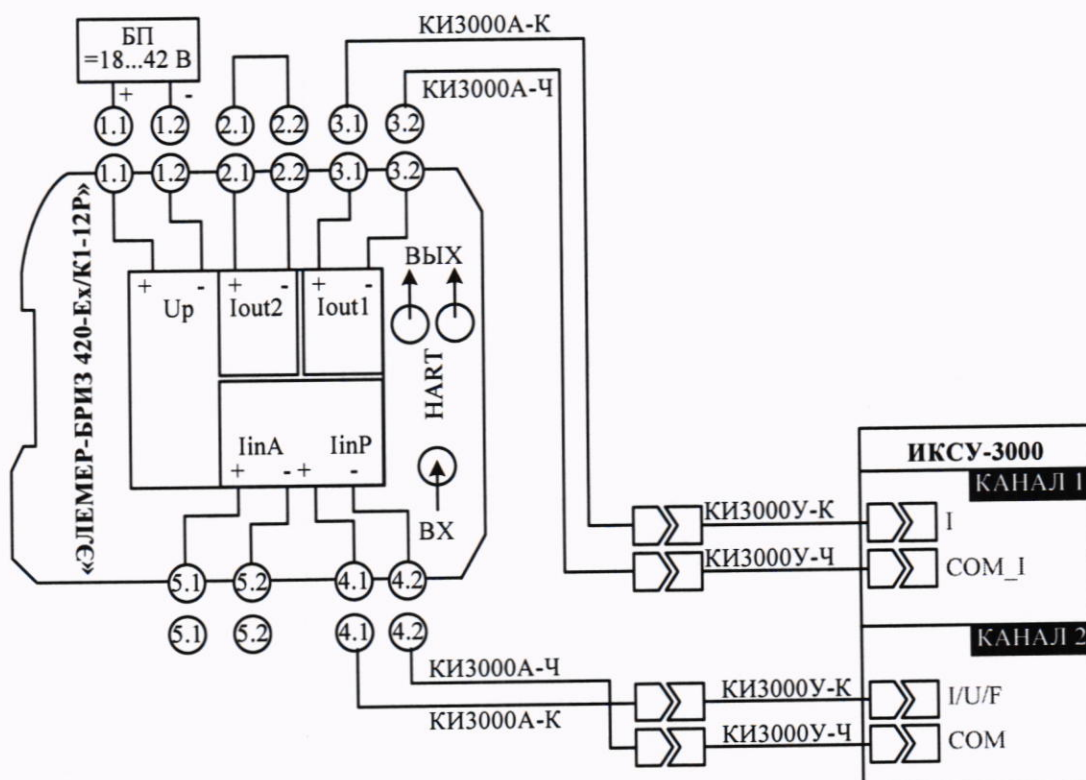 БП
=18...42 В
+ -
КИ3000А-К
КИ3000А-Ч
1.1 1.2 2.1 2.2 3.1 3.2
1.1 1.2 2.1 2.2 3.1 3.2
«ЭЛЕМЕР-БРИЗ 420-Ex/К1-12Р»
+ - + - + -
Up Iout2 Iout1
ВЫХ
HART
IinA IinP
+ - + -
ВХ
5.1 5.2 4.1 4.2
5.1 5.2 4.1 4.2
КИ3000А-Ч
КИ3000А-К
ИКСУ-3000
КАНАЛ 1
КИ3000У-К I
КИ3000У-Ч COM_I
КАНАЛ 2
КИ3000У-К I/U/F
КИ3000У-Ч COM